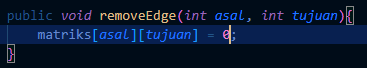 public void removeEdge(int asal, int tujuan){
matriks[asal][tujuan] = 0;
}